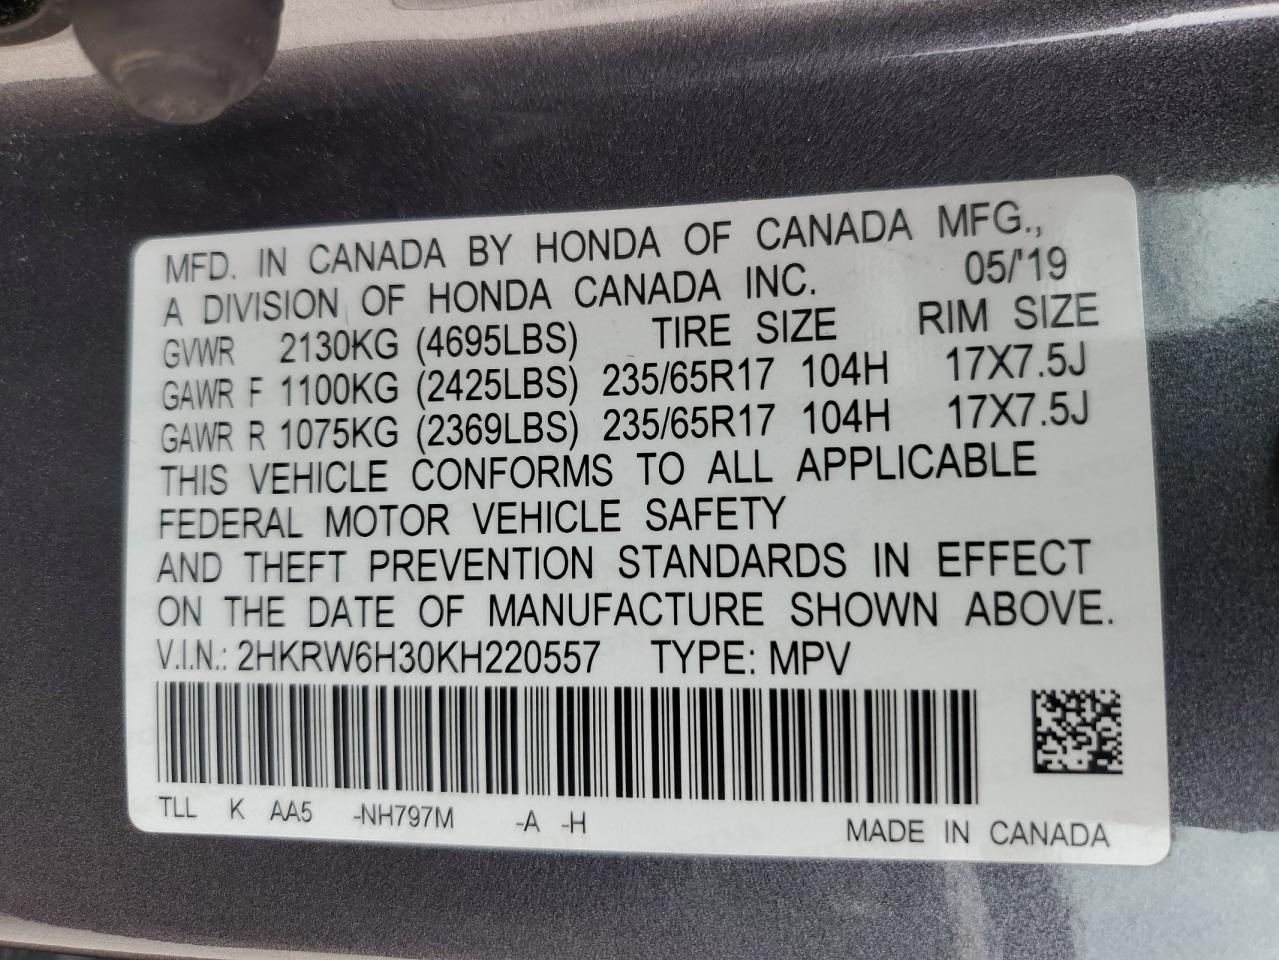 MFD. IN CANADA BY HONDA OF CANADA MFG.,
A DIVISION OF HONDA CANADA INC. 05/'19
GVWR 2130KG (4695LBS) TIRE SIZE RIM SIZE
GAWR F 1100KG (2425LBS) 235/65R17 104H 17X7.5J
GAWR R 1075KG (2369LBS) 235/65R17 104H 17X7.5J
THIS VEHICLE CONFORMS TO ALL APPLICABLE
FEDERAL MOTOR VEHICLE SAFETY
AND THEFT PREVENTION STANDARDS IN EFFECT
ON THE DATE OF MANUFACTURE SHOWN ABOVE.
V.I.N.: 2HKRW6H30KH220557 TYPE: MPV
TLL K AA5 -NH797M -A -H
MADE IN CANADA